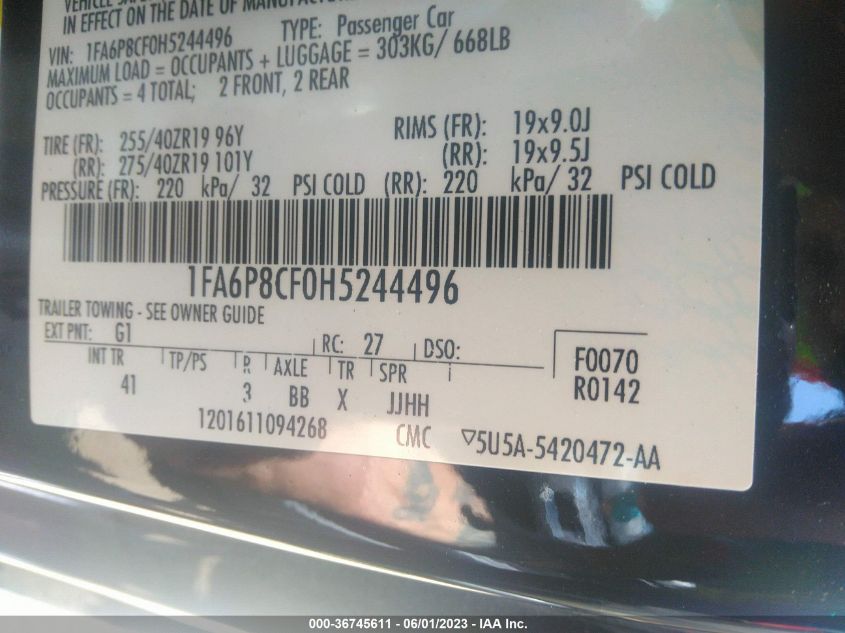 VEHICLE SAFETY
IN EFFECT ON THE DATE OF MANUFACTURE
VIN: 1FA6P8CF0H5244496 TYPE: Passenger Car
MAXIMUM LOAD = OCCUPANTS + LUGGAGE = 303KG/ 668LB
OCCUPANTS = 4 TOTAL; 2 FRONT, 2 REAR
TIRE (FR): 255/40ZR19 96Y RIMS (FR): 19x9.0J
(RR): 275/40ZR19 101Y (RR): 19x9.5J
PRESSURE (FR): 220 kPa/ 32 PSI COLD (RR): 220 kPa/ 32 PSI COLD
1FA6P8CF0H5244496
TRAILER TOWING - SEE OWNER GUIDE
EXT PNT: G1 RC: 27 DSO:
INT TR TP/PS R AXLE TR SPR F0070
41 3 BB X JJHH R0142
1201611094268 CMC ▽5U5A-5420472-AA
000-36745611 - 06/01/2023 - IAA Inc.